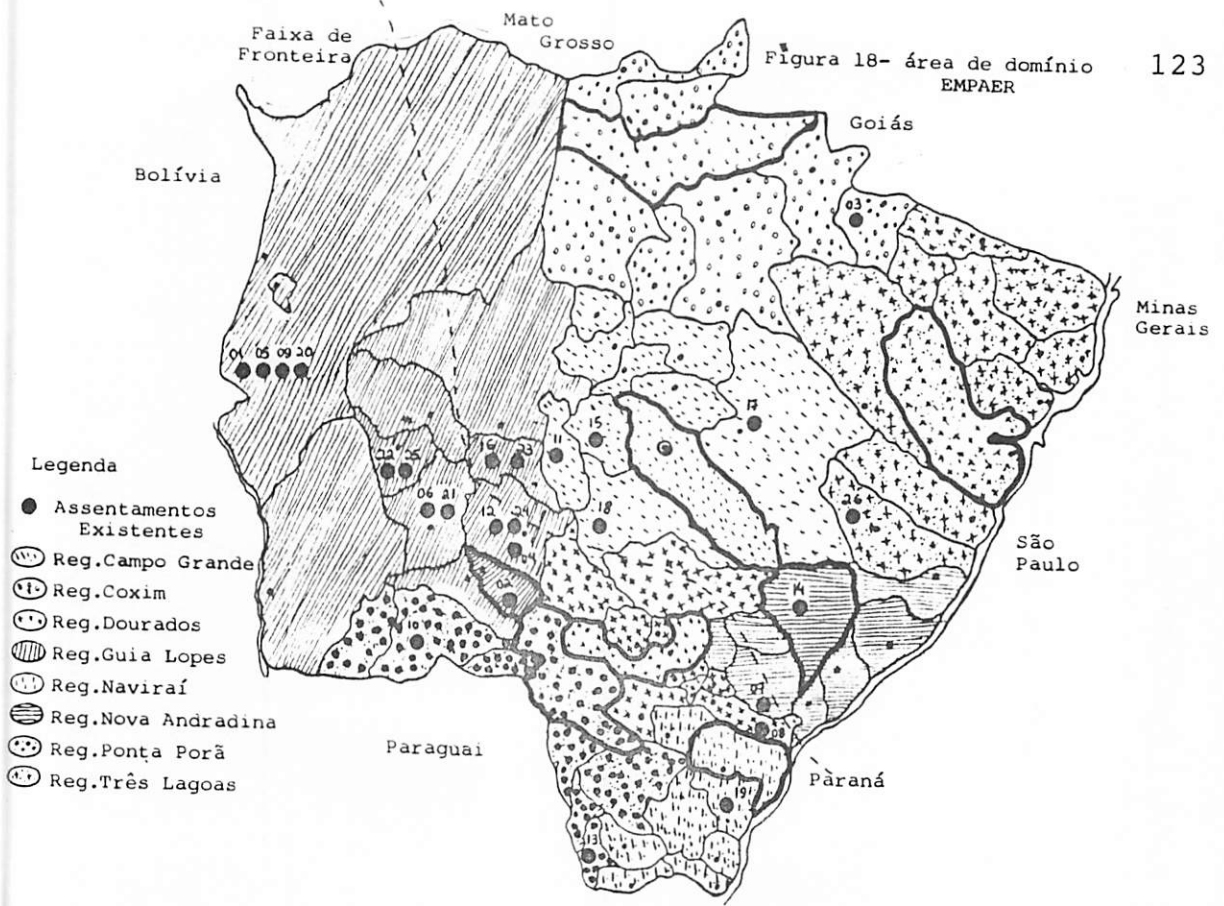 Mato
Grosso
Faixa de
Fronteira
Figura 18- área de domínio
EMPAER
123
Goiás
Bolívia
03
Minas
Gerais
05 09 20
17
15
11
16 23
22 25
06 21
26
12
18
São
Paulo
14
10
07
08
Paraguai
Paraná
19
13
Legenda
Assentamentos
Existentes
Reg.Campo Grande
Reg.Coxim
Reg.Dourados
Reg.Guia Lopes
Reg.Naviraí
Reg.Nova Andradina
Reg.Ponta Porã
Reg.Três Lagoas